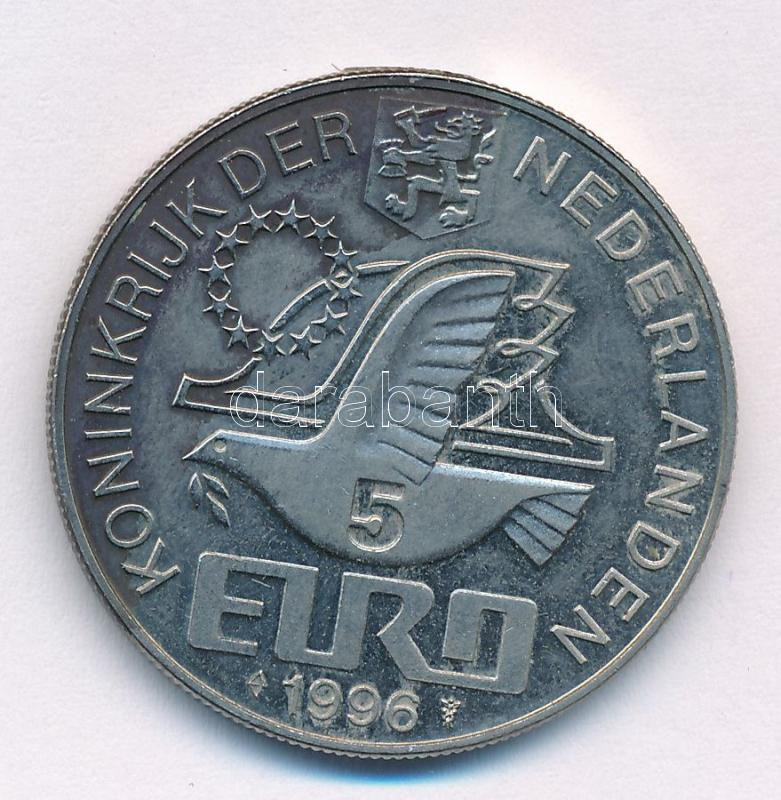 KONINKRIJK DER NEDERLANDEN
darabanth
5
EURO
1996